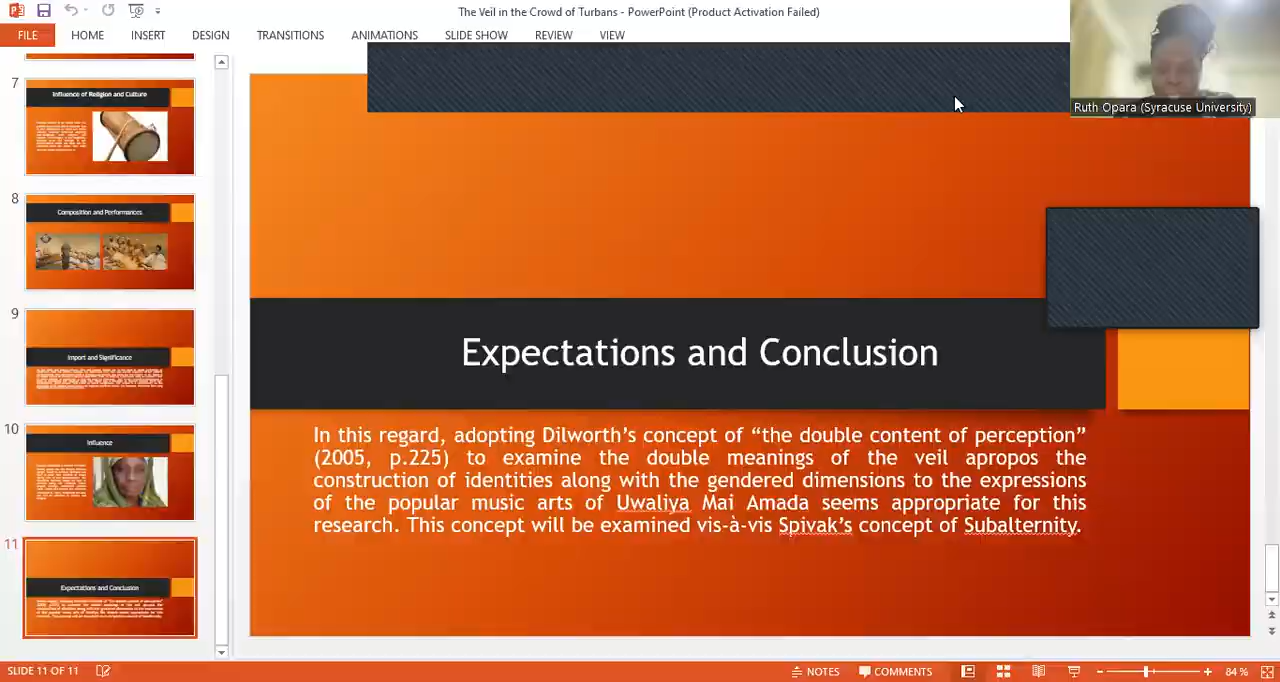 The Veil in the Crowd of Turbans - PowerPoint (Product Activation Failed)
FILE HOME INSERT DESIGN TRANSITIONS ANIMATIONS SLIDE SHOW REVIEW VIEW
Ruth Opara (Syracuse University)
7
Influence of Religion and Culture
8
Composition and Performances
9
Import and Significance
10
Influence
11
Expectations and Conclusion
Expectations and Conclusion
In this regard, adopting Dilworth’s concept of “the double content of perception”
(2005, p.225) to examine the double meanings of the veil apropos the
construction of identities along with the gendered dimensions to the expressions
of the popular music arts of Uwaliya Mai Amada seems appropriate for this
research. This concept will be examined vis-à-vis Spivak’s concept of Subalternity.
SLIDE 11 OF 11
NOTES COMMENTS 84 %